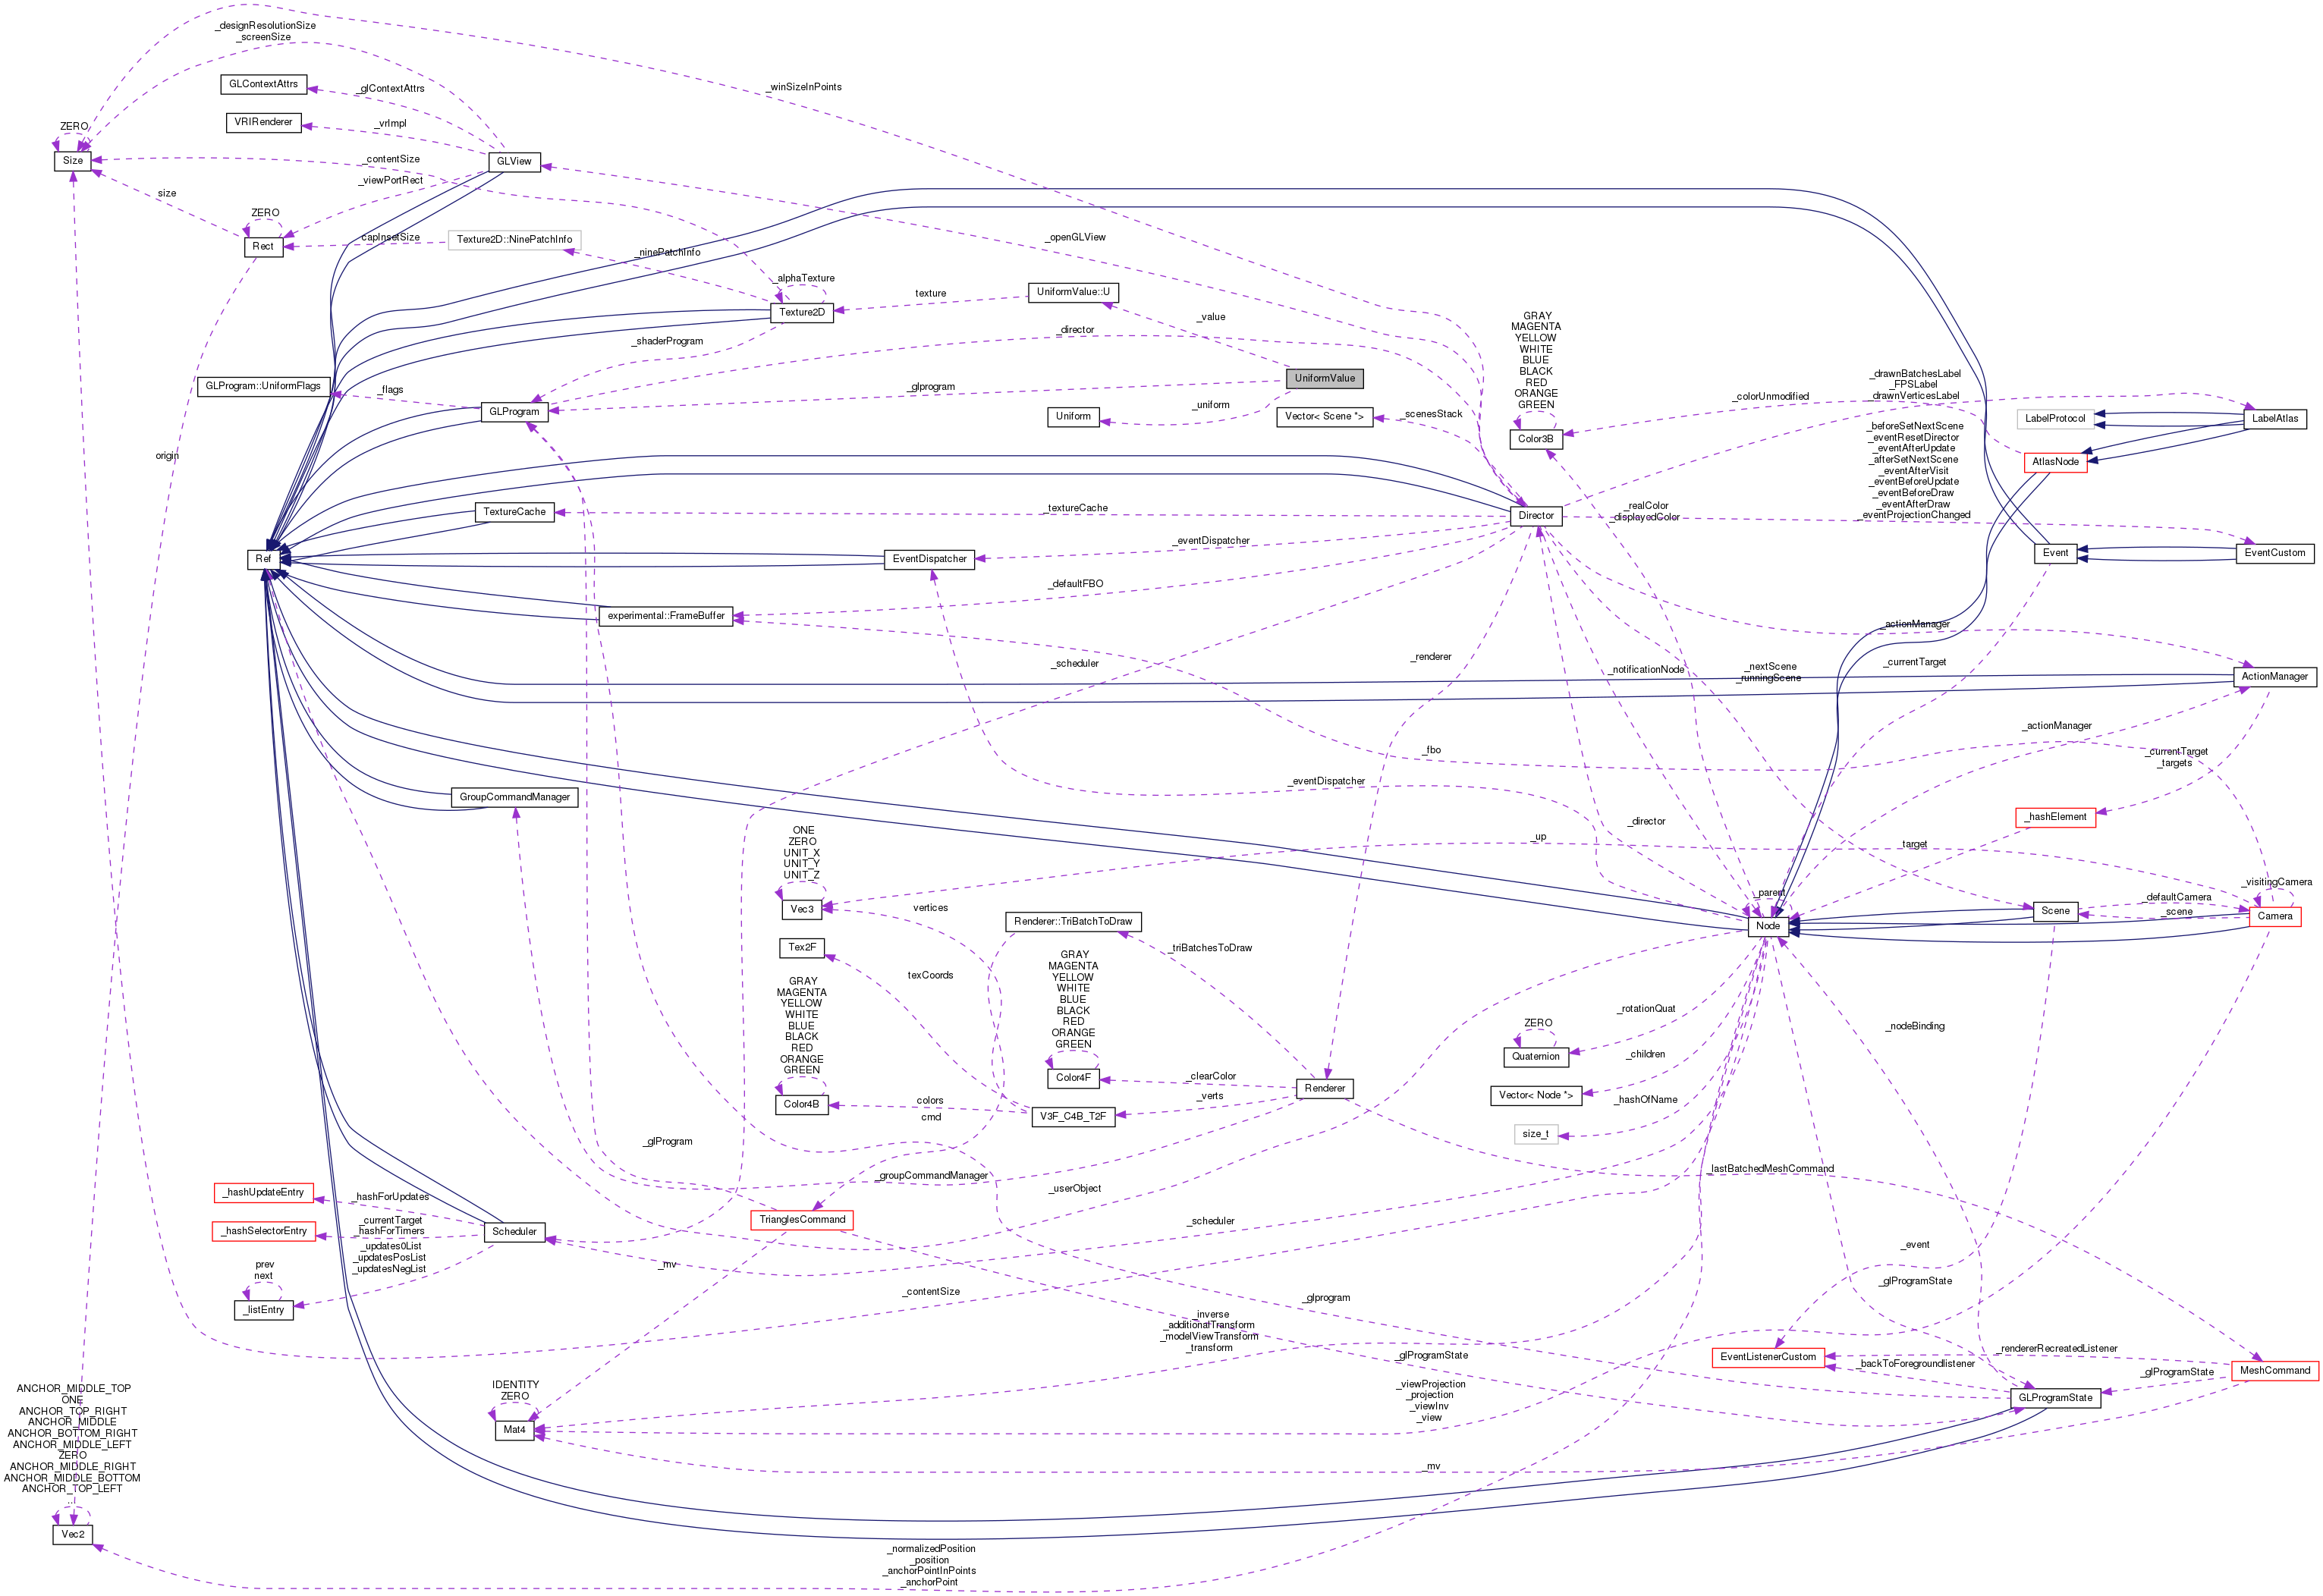 _designResolutionSize
_screenSize
GLContextAttrs
_glContextAttrs
_winSizeInPoints
VRIRenderer
_vrImpl
ZERO
Size
_contentSize
GLView
_viewPortRect
size
ZERO
Rect
capInsetSize
Texture2D::NinePatchInfo
_ninePatchInfo
_openGLView
_alphaTexture
texture
UniformValue::U
Texture2D
_value
_shaderProgram
_director
GRAY
MAGENTA
YELLOW
WHITE
BLUE
BLACK
RED
ORANGE
GREEN
Color3B
GLProgram::UniformFlags
_flags
GLProgram
_glprogram
UniformValue
_uniform
Uniform
Vector< Scene *>
_scenesStack
_colorUnmodified
_drawnBatchesLabel
_FPSLabel
_drawnVerticesLabel
LabelProtocol
LabelAtlas
AtlasNode
origin
_beforeSetNextScene
_eventResetDirector
_eventAfterUpdate
_afterSetNextScene
_eventAfterVisit
_eventBeforeUpdate
_eventBeforeDraw
_eventAfterDraw
_eventProjectionChanged
TextureCache
_textureCache
Director
_realColor
_displayedColor
Ref
EventDispatcher
_eventDispatcher
Event
EventCustom
_defaultFBO
experimental::FrameBuffer
_actionManager
_scheduler
_renderer
_notificationNode
_nextScene
_runningScene
_currentTarget
ActionManager
_actionManager
_fbo
_currentTarget
_targets
_eventDispatcher
GroupCommandManager
_director
_hashElement
ONE
ZERO
UNIT_X
UNIT_Y
UNIT_Z
Vec3
_up
target
_parent
_visitingCamera
_defaultCamera
Scene
_scene
Camera
Node
vertices
Renderer::TriBatchToDraw
Tex2F
texCoords
_triBatchesToDraw
GRAY
MAGENTA
YELLOW
WHITE
BLUE
BLACK
RED
ORANGE
GREEN
Color4B
GRAY
MAGENTA
YELLOW
WHITE
BLUE
BLACK
RED
ORANGE
GREEN
Color4F
_rotationQuat
ZERO
Quaternion
_nodeBinding
_children
Vector< Node *>
_clearColor
Renderer
_verts
colors
cmd
V3F_C4B_T2F
_hashOfName
size_t
_glProgram
_groupCommandManager
_lastBatchedMeshCommand
_userObject
_hashUpdateEntry
_hashForUpdates
_hashSelectorEntry
_currentTarget
_hashForTimers
Scheduler
TrianglesCommand
_scheduler
_updates0List
_updatesPosList
_updatesNegList
prev
next
_listEntry
_mv
_event
_glProgramState
_contentSize
_glprogram
_inverse
_additionalTransform
_modelViewTransform
_transform
_glProgramState
EventListenerCustom
_rendererRecreatedListener
_backToForegroundlistener
MeshCommand
_glProgramState
GLProgramState
IDENTITY
ZERO
Mat4
_viewProjection
_projection
_viewInv
_view
_mv
ANCHOR_MIDDLE_TOP
ONE
ANCHOR_TOP_RIGHT
ANCHOR_MIDDLE
ANCHOR_BOTTOM_RIGHT
ANCHOR_MIDDLE_LEFT
ZERO
ANCHOR_MIDDLE_RIGHT
ANCHOR_MIDDLE_BOTTOM
ANCHOR_TOP_LEFT
...
Vec2
_normalizedPosition
_position
_anchorPointInPoints
_anchorPoint